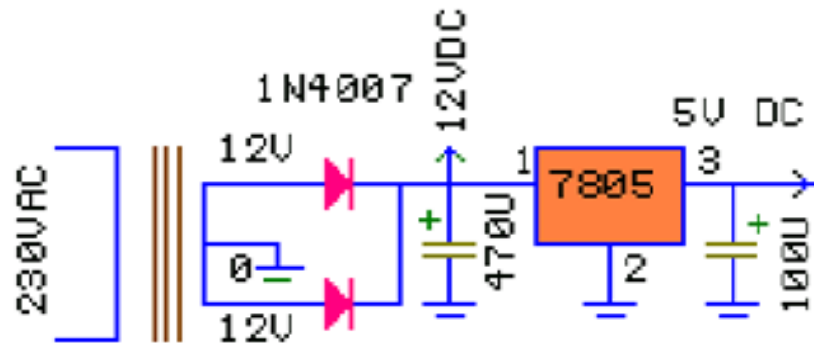 230VAC
1N4007
12V
0
12V
12VDC
470U
1
7805
3
2
5V DC
100U
+
+